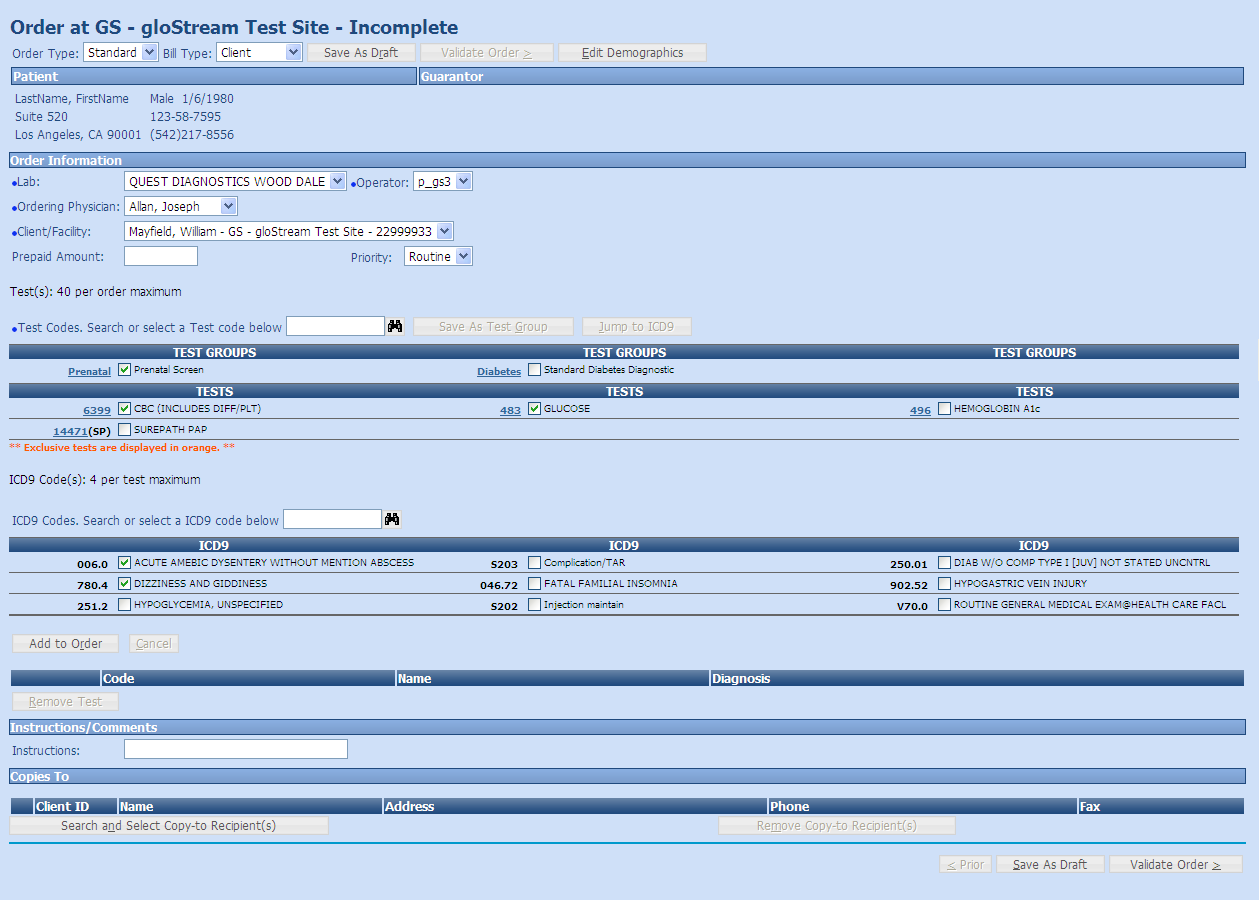 Order at GS - gloStream Test Site - Incomplete
Order Type: Standard Bill Type: Client Save As Draft Validate Order > Edit Demographics
Patient Guarantor
LastName, FirstName Male 1/6/1980
Suite 520 123-58-7595
Los Angeles, CA 90001 (542)217-8556
Order Information
•Lab: QUEST DIAGNOSTICS WOOD DALE •Operator: p_gs3
•Ordering Physician: Allan, Joseph
•Client/Facility: Mayfield, William - GS - gloStream Test Site - 22999933
Prepaid Amount: Priority: Routine
Test(s): 40 per order maximum
•Test Codes. Search or select a Test code below Save As Test Group Jump to ICD9
TEST GROUPS TEST GROUPS TEST GROUPS
Prenatal Prenatal Screen Diabetes Standard Diabetes Diagnostic
TESTS TESTS TESTS
6399 CBC (INCLUDES DIFF/PLT) 483 GLUCOSE 496 HEMOGLOBIN A1c
14471(SP) SUREPATH PAP
** Exclusive tests are displayed in orange. **
ICD9 Code(s): 4 per test maximum
ICD9 Codes. Search or select a ICD9 code below
ICD9 ICD9 ICD9
006.0 ACUTE AMEBIC DYSENTERY WITHOUT MENTION ABSCESS S203 Complication/TAR 250.01 DIAB W/O COMP TYPE I [JUV] NOT STATED UNCNTRL
780.4 DIZZINESS AND GIDDINESS 046.72 FATAL FAMILIAL INSOMNIA 902.52 HYPOGASTRIC VEIN INJURY
251.2 HYPOGLYCEMIA, UNSPECIFIED S202 Injection maintain V70.0 ROUTINE GENERAL MEDICAL EXAM@HEALTH CARE FACL
Add to Order Cancel
Code Name Diagnosis
Remove Test
Instructions/Comments
Instructions:
Copies To
Client ID Name Address Phone Fax
Search and Select Copy-to Recipient(s) Remove Copy-to Recipient(s)
< Prior Save As Draft Validate Order >